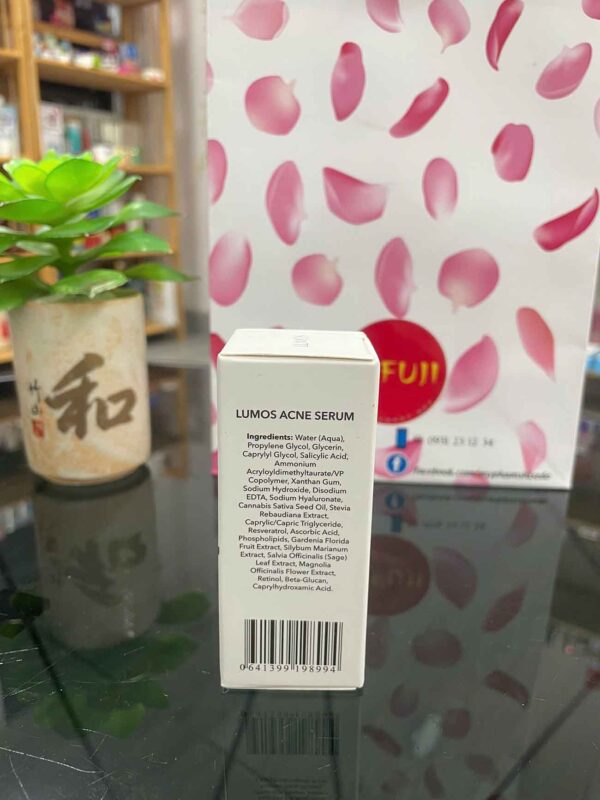 LUMOS ACNE SERUM
Ingredients: Water (Aqua),
Propylene Glycol, Glycerin,
Caprylyl Glycol, Salicylic Acid,
Ammonium
Acryloyldimethyltaurate/VP
Copolymer, Xanthan Gum,
Sodium Hydroxide, Disodium
EDTA, Sodium Hyaluronate,
Cannabis Sativa Seed Oil, Stevia
Rebaudiana Extract,
Caprylic/Capric Triglyceride,
Resveratrol, Ascorbic Acid,
Phospholipids, Gardenia Florida
Fruit Extract, Silybum Marianum
Extract, Salvia Officinalis (Sage)
Leaf Extract, Magnolia
Officinalis Flower Extract,
Retinol, Beta-Glucan,
Caprylhydroxamic Acid.
0 641399 198994
FUJI
和